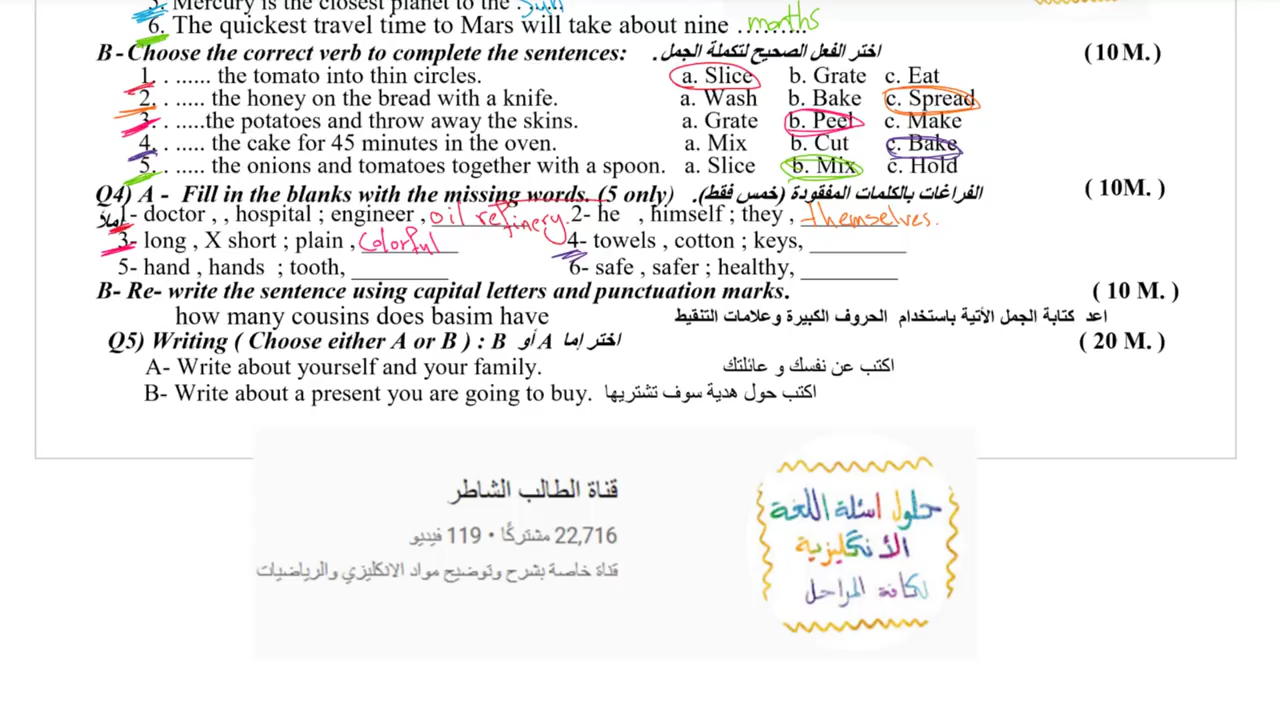 5. Mercury is the closest planet to the ..Sun
6. The quickest travel time to Mars will take about nine ......... months
B- Choose the correct verb to complete the sentences: اختر الفعل الصحيح لتكملة الجمل. (10 M.)
1. . ...... the tomato into thin circles. a. Slice b. Grate c. Eat
2. . ..... the honey on the bread with a knife. a. Wash b. Bake c. Spread
3. . .....the potatoes and throw away the skins. a. Grate b. Peel c. Make
4. . ..... the cake for 45 minutes in the oven. a. Mix b. Cut c. Bake
5. . ..... the onions and tomatoes together with a spoon. a. Slice b. Mix c. Hold
Q4) A - Fill in the blanks with the missing words. (5 only) الفراغات بالكلمات المفقودة (خمس فقط). ( 10M. )
أملأ 1- doctor , , hospital ; engineer , oil refinery. 2- he , himself ; they , themselves.
3- long , X short ; plain , colorful 4- towels , cotton ; keys, ________
5- hand , hands ; tooth, ________ 6- safe , safer ; healthy, ________
B- Re- write the sentence using capital letters and punctuation marks. ( 10 M. )
how many cousins does basim have اعد كتابة الجمل الأتية باستخدام الحروف الكبيرة وعلامات التنقيط
Q5) Writing ( Choose either A or B ) : B أو A اختر إما ( 20 M. )
A- Write about yourself and your family. اكتب عن نفسك و عائلتك
B- Write about a present you are going to buy. اكتب حول هدية سوف تشتريها
قناة الطالب الشاطر
22,716 مشتركًا • 119 فيديو
قناة خاصة بشرح وتوضيح مواد الانكليزي والرياضيات
حلول اسئلة اللغة
الأنكليزية
لكافة المراحل